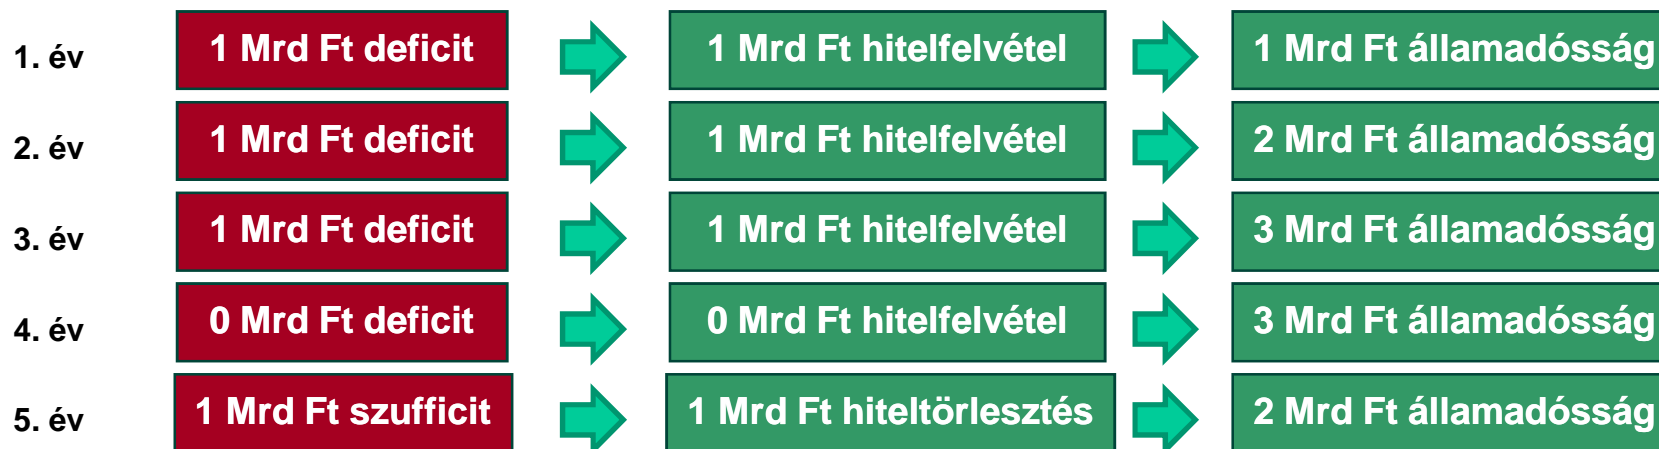 1. év 1 Mrd Ft deficit 1 Mrd Ft hitelfelvétel 1 Mrd Ft államadósság
2. év 1 Mrd Ft deficit 1 Mrd Ft hitelfelvétel 2 Mrd Ft államadósság
3. év 1 Mrd Ft deficit 1 Mrd Ft hitelfelvétel 3 Mrd Ft államadósság
4. év 0 Mrd Ft deficit 0 Mrd Ft hitelfelvétel 3 Mrd Ft államadósság
5. év 1 Mrd Ft szufficit 1 Mrd Ft hiteltörlesztés 2 Mrd Ft államadósság